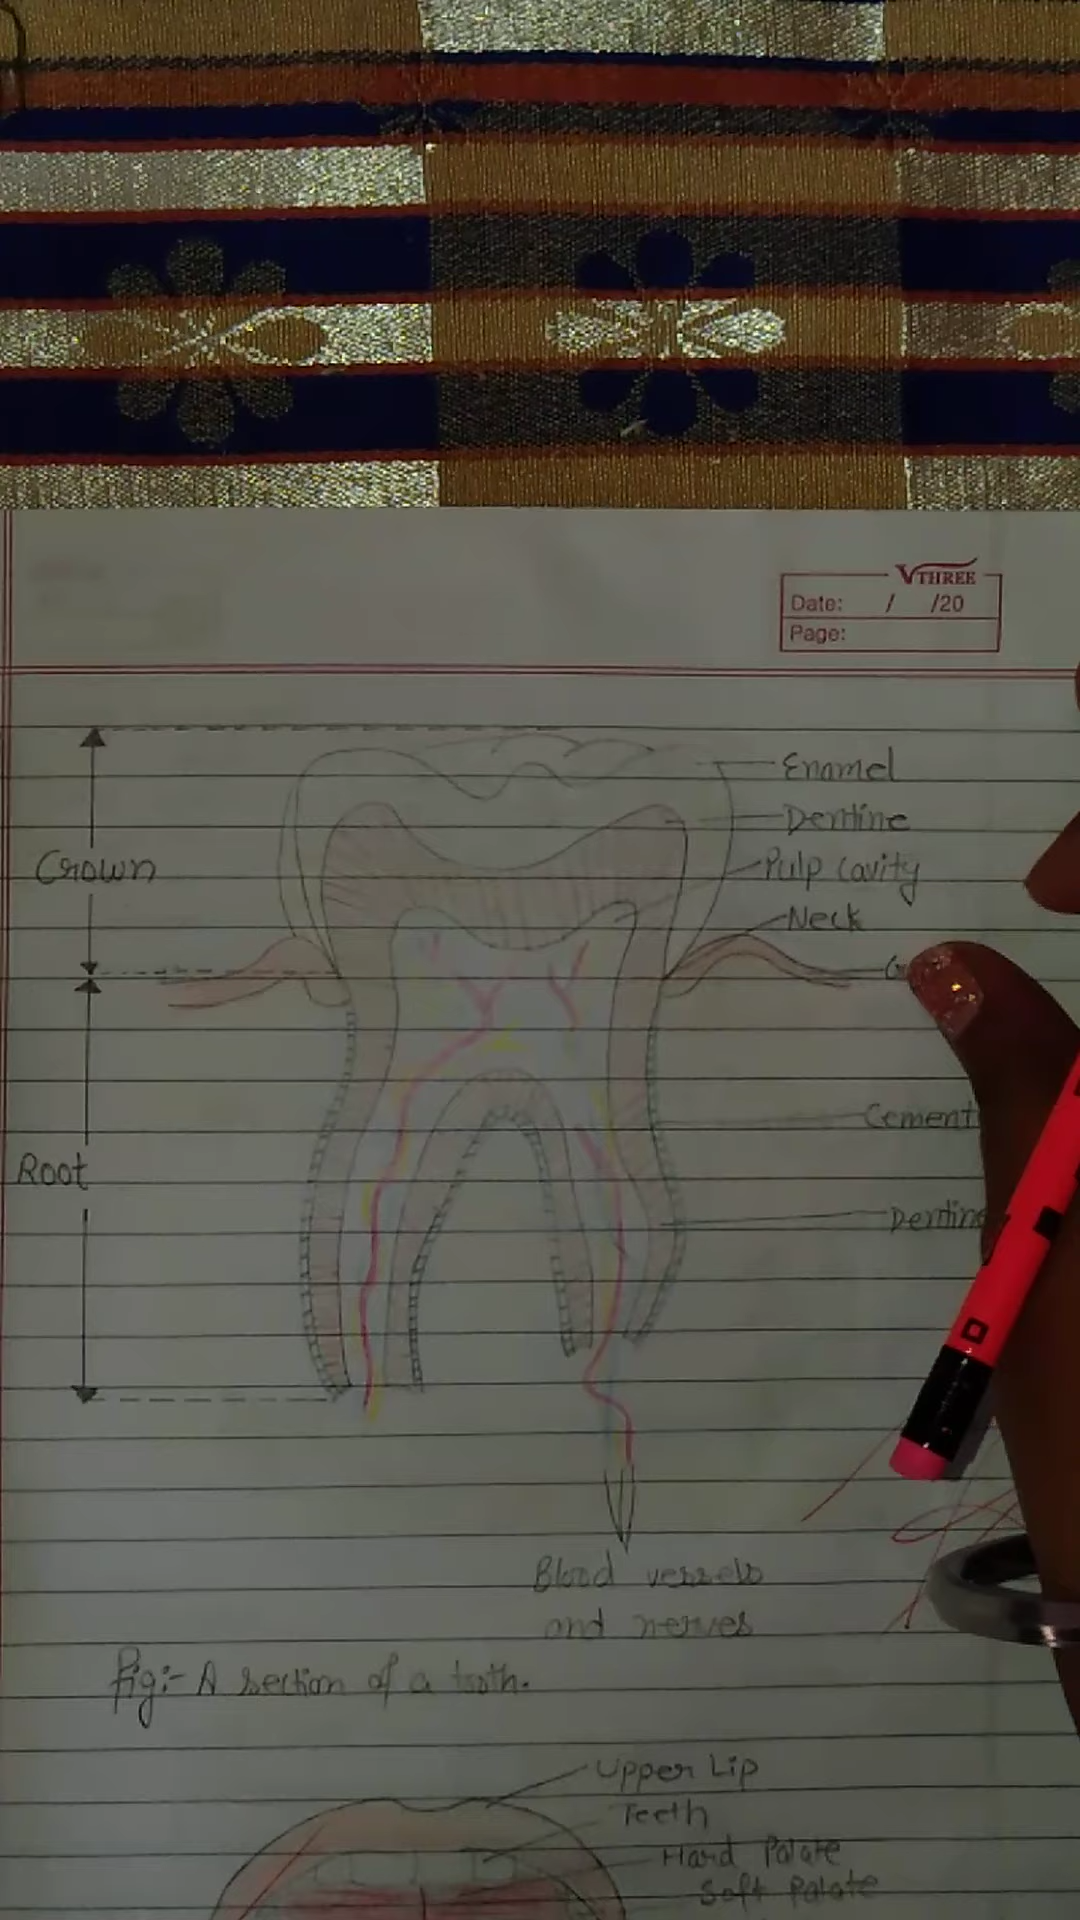 VTHREE
Date: / /20
Page:
Enamel
Dentine
Crown
Pulp cavity
Neck
Root
Dentine
Blood vessels
and nerves
Fig:- A section of a tooth.
Upper Lip
Teeth
Hard Palate
Soft Palate